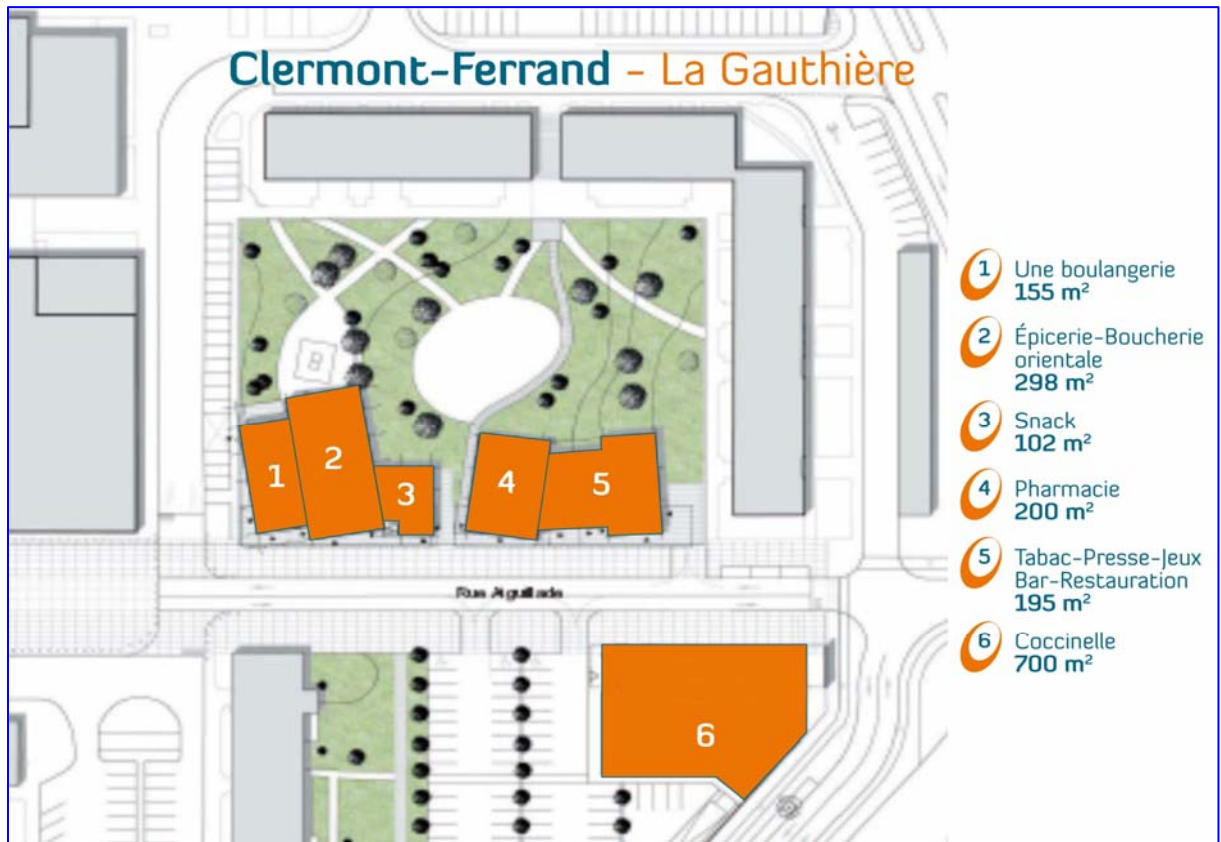 Clermont-Ferrand - La Gauthière
1 Une boulangerie
155 m²
2 Épicerie-Boucherie
orientale
298 m²
3 Snack
102 m²
4 Pharmacie
200 m²
5 Tabac-Presse-Jeux
Bar-Restauration
195 m²
6 Coccinelle
700 m²
1
2
3
4
5
Rue Aiguillade
6